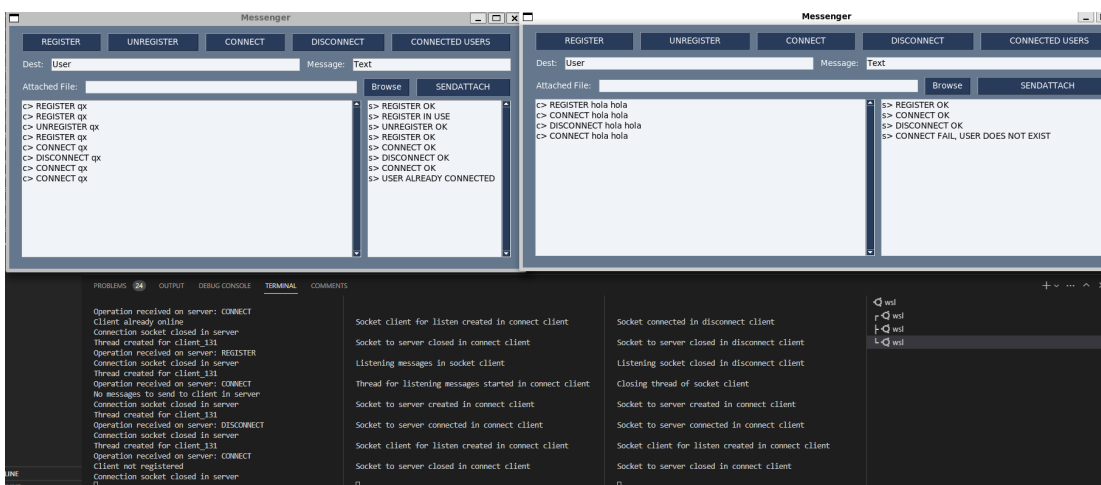 Messenger
REGISTER UNREGISTER CONNECT DISCONNECT CONNECTED USERS
Dest: User Message: Text
Attached File: Browse SENDATTACH
c> REGISTER qx
c> REGISTER qx
c> UNREGISTER qx
c> REGISTER qx
c> CONNECT qx
c> DISCONNECT qx
c> CONNECT qx
c> CONNECT qx
s> REGISTER OK
s> REGISTER IN USE
s> UNREGISTER OK
s> REGISTER OK
s> CONNECT OK
s> DISCONNECT OK
s> CONNECT OK
s> USER ALREADY CONNECTED
Messenger
REGISTER UNREGISTER CONNECT DISCONNECT CONNECTED USERS
Dest: User Message: Text
Attached File: Browse SENDATTACH
c> REGISTER hola hola
c> CONNECT hola hola
c> DISCONNECT hola hola
c> CONNECT hola hola
s> REGISTER OK
s> CONNECT OK
s> DISCONNECT OK
s> CONNECT FAIL, USER DOES NOT EXIST
PROBLEMS 24 OUTPUT DEBUG CONSOLE TERMINAL COMMENTS
Operation received on server: CONNECT
Client already online
Connection socket closed in server
Thread created for client_131
Operation received on server: REGISTER
Connection socket closed in server
Thread created for client_131
Operation received on server: CONNECT
No messages to send to client in server
Connection socket closed in server
Thread created for client_131
Operation received on server: DISCONNECT
Connection socket closed in server
Thread created for client_131
Operation received on server: CONNECT
Client not registered
Connection socket closed in server
Socket client for listen created in connect client
Socket to server closed in connect client
Listening messages in socket client
Thread for listening messages started in connect client
Socket to server created in connect client
Socket to server connected in connect client
Socket client for listen created in connect client
Socket to server closed in connect client
Socket connected in disconnect client
Socket to server closed in disconnect client
Listening socket closed in disconnect client
Closing thread of socket client
Socket to server created in connect client
Socket to server connected in connect client
Socket client for listen created in connect client
Socket to server closed in connect client
wsl
wsl
wsl
wsl
LINE